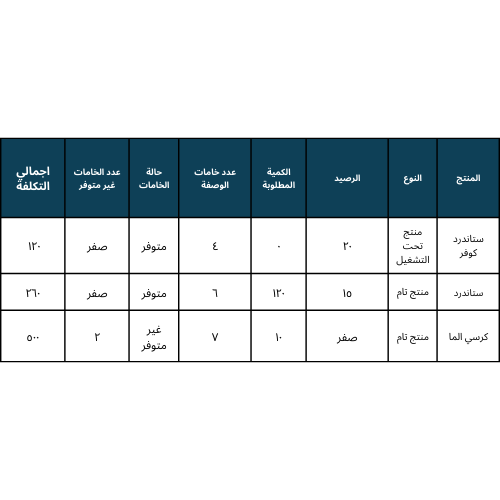 المنتج
النوع
الرصيد
الكمية
المطلوبة
عدد خامات
الوصفة
حالة
الخامات
عدد الخامات
غير متوفر
اجمالي
التكلفة
ستاندرد
كوفر
منتج
تحت
التشغيل
٢٠
٠
٤
متوفر
صفر
١٢٠
ستاندرد
منتج تام
١٥
١٢٠
٦
متوفر
صفر
٢٦٠
كرسي الما
منتج تام
صفر
١٠
٧
غير
متوفر
٢
٥٠٠